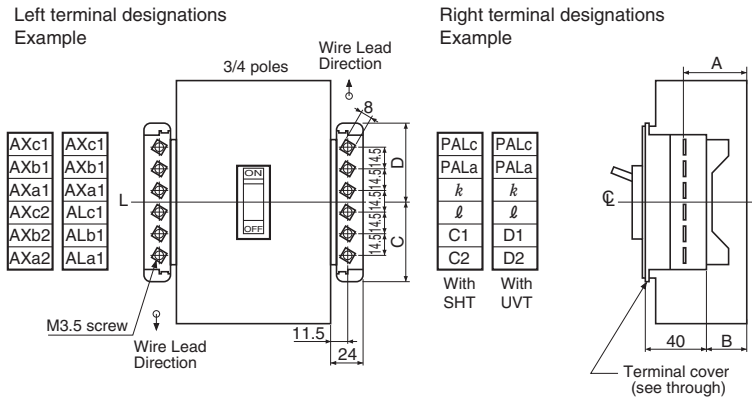 Left terminal designations
Example
Right terminal designations
Example
3/4 poles
Wire Lead
Direction
8
AXc1
AXb1
AXa1
AXc2
AXb2
AXa2
AXc1
AXb1
AXa1
ALc1
ALb1
ALa1
L
ON
OFF
14.5
14.5
14.5
14.5
14.5
D
C
M3.5 screw
Wire Lead
Direction
11.5
24
PALc
PALa
k
ℓ
C1
C2
With
SHT
PALc
PALa
k
ℓ
D1
D2
With
UVT
A
℄
40
B
Terminal cover
(see through)